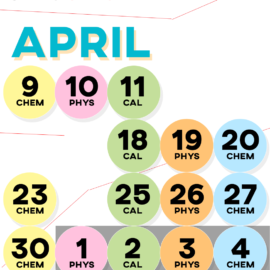 APRIL
9 10 11
CHEM PHYS CAL
18 19 20
CAL PHYS CHEM
23 25 26 27
CHEM CAL PHYS CHEM
30 1 2 3 4
CHEM PHYS CAL PHYS CHEM